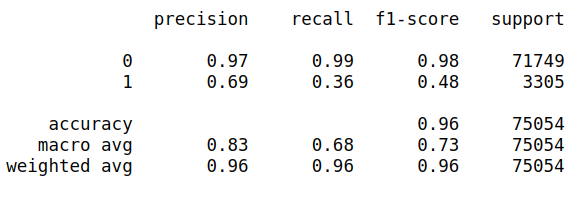 precision recall f1-score support
0 0.97 0.99 0.98 71749
1 0.69 0.36 0.48 3305
accuracy 0.96 75054
macro avg 0.83 0.68 0.73 75054
weighted avg 0.96 0.96 0.96 75054